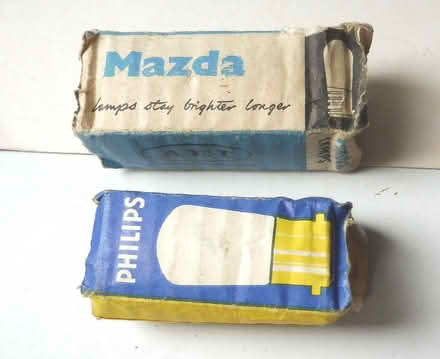 Mazda
lamps stay brighter longer
PHILIPS